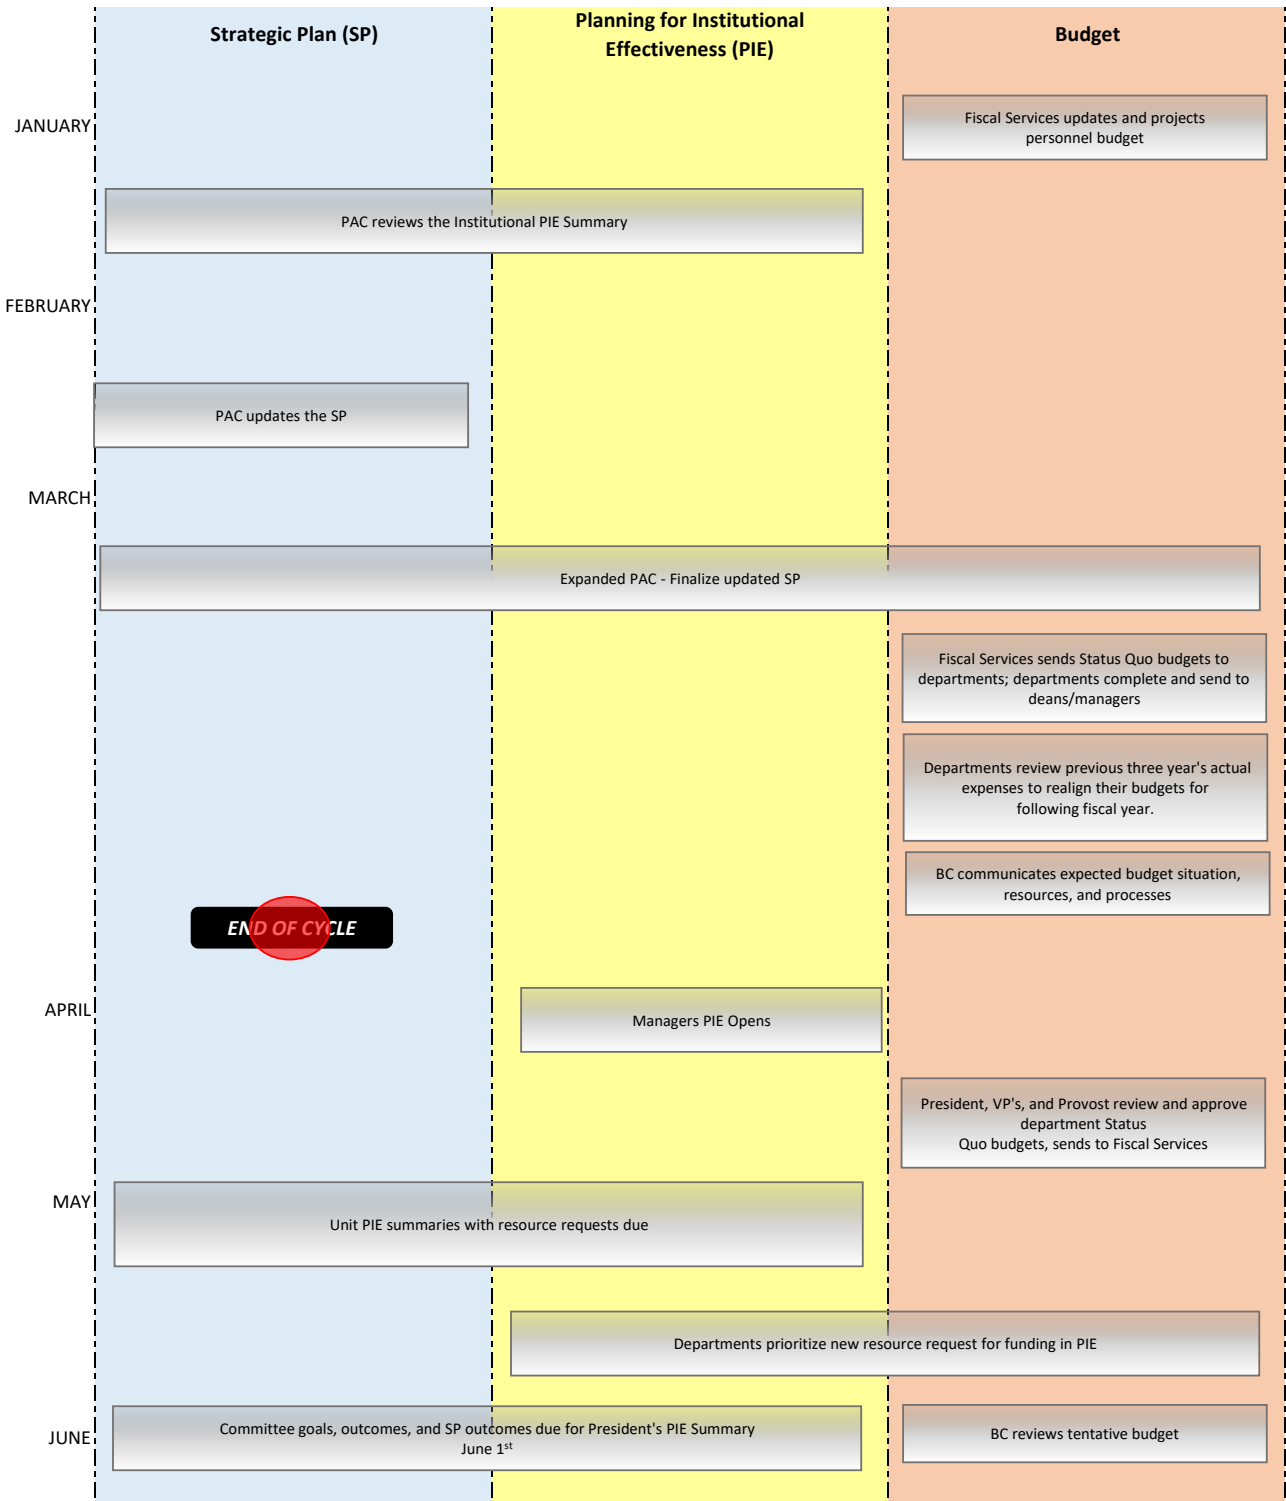 Strategic Plan (SP)
Planning for Institutional
Effectiveness (PIE)
Budget
JANUARY
Fiscal Services updates and projects
personnel budget
PAC reviews the Institutional PIE Summary
FEBRUARY
PAC updates the SP
MARCH
Expanded PAC - Finalize updated SP
Fiscal Services sends Status Quo budgets to
departments; departments complete and send to
deans/managers
Departments review previous three year's actual
expenses to realign their budgets for
following fiscal year.
BC communicates expected budget situation,
resources, and processes
END OF CYCLE
APRIL
Managers PIE Opens
President, VP's, and Provost review and approve
department Status
Quo budgets, sends to Fiscal Services
MAY
Unit PIE summaries with resource requests due
Departments prioritize new resource request for funding in PIE
JUNE
Committee goals, outcomes, and SP outcomes due for President's PIE Summary
June 1st
BC reviews tentative budget